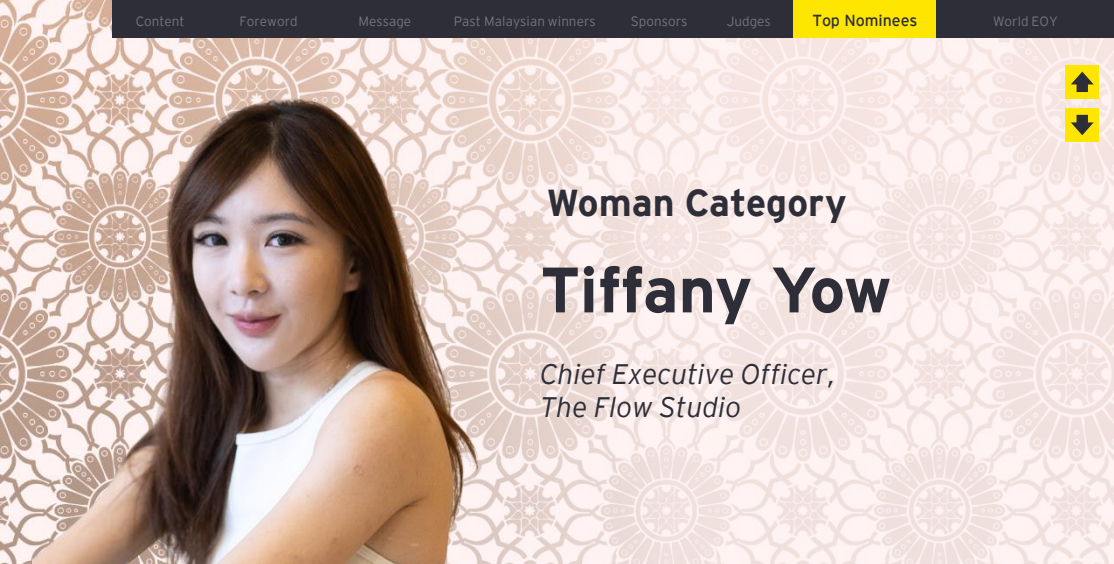 Content Foreword Message Past Malaysian winners Sponsors Judges Top Nominees World EOY
Woman Category
Tiffany Yow
Chief Executive Officer,
The Flow Studio